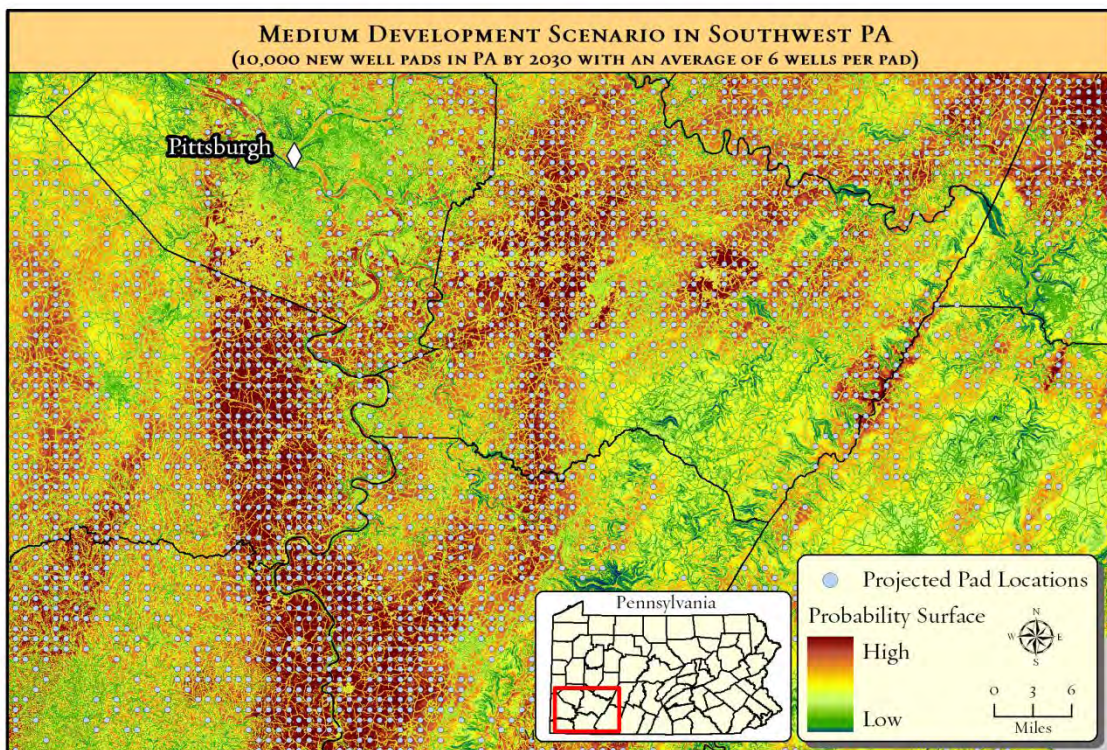 Medium Development Scenario in Southwest PA
(10,000 new well pads in PA by 2030 with an average of 6 wells per pad)
Pittsburgh
Pennsylvania
Projected Pad Locations
Probability Surface
High
Low
N
W E
S
0 3 6
Miles